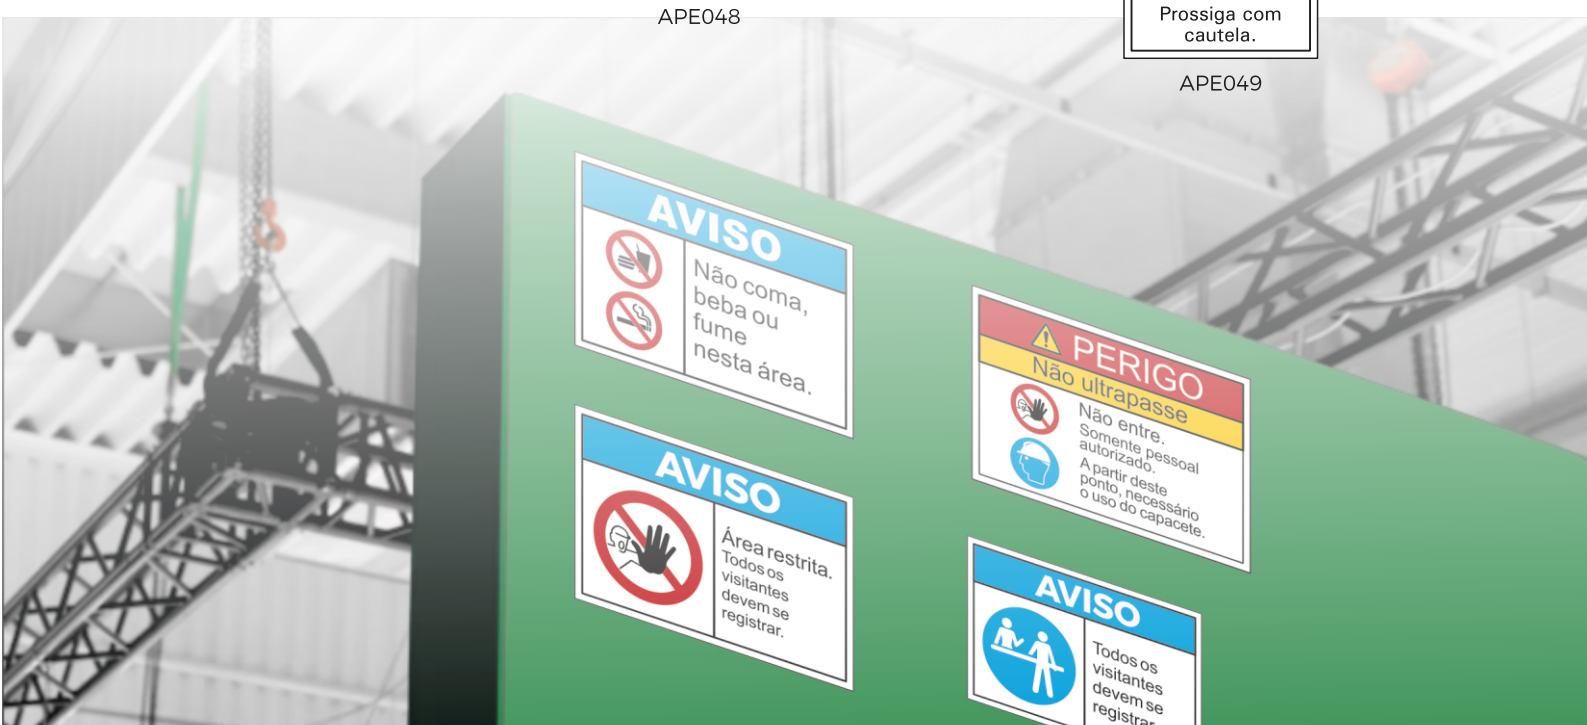 APE048
Prossiga com
cautela.
APE049
AVISO
Não coma,
beba ou
fume
nesta área.
PERIGO
Não ultrapasse
Não entre.
Somente pessoal
autorizado.
A partir deste
ponto, necessário
o uso do capacete.
AVISO
Área restrita.
Todos os
visitantes
devem se
registrar.
AVISO
Todos os
visitantes
devem se
registrar